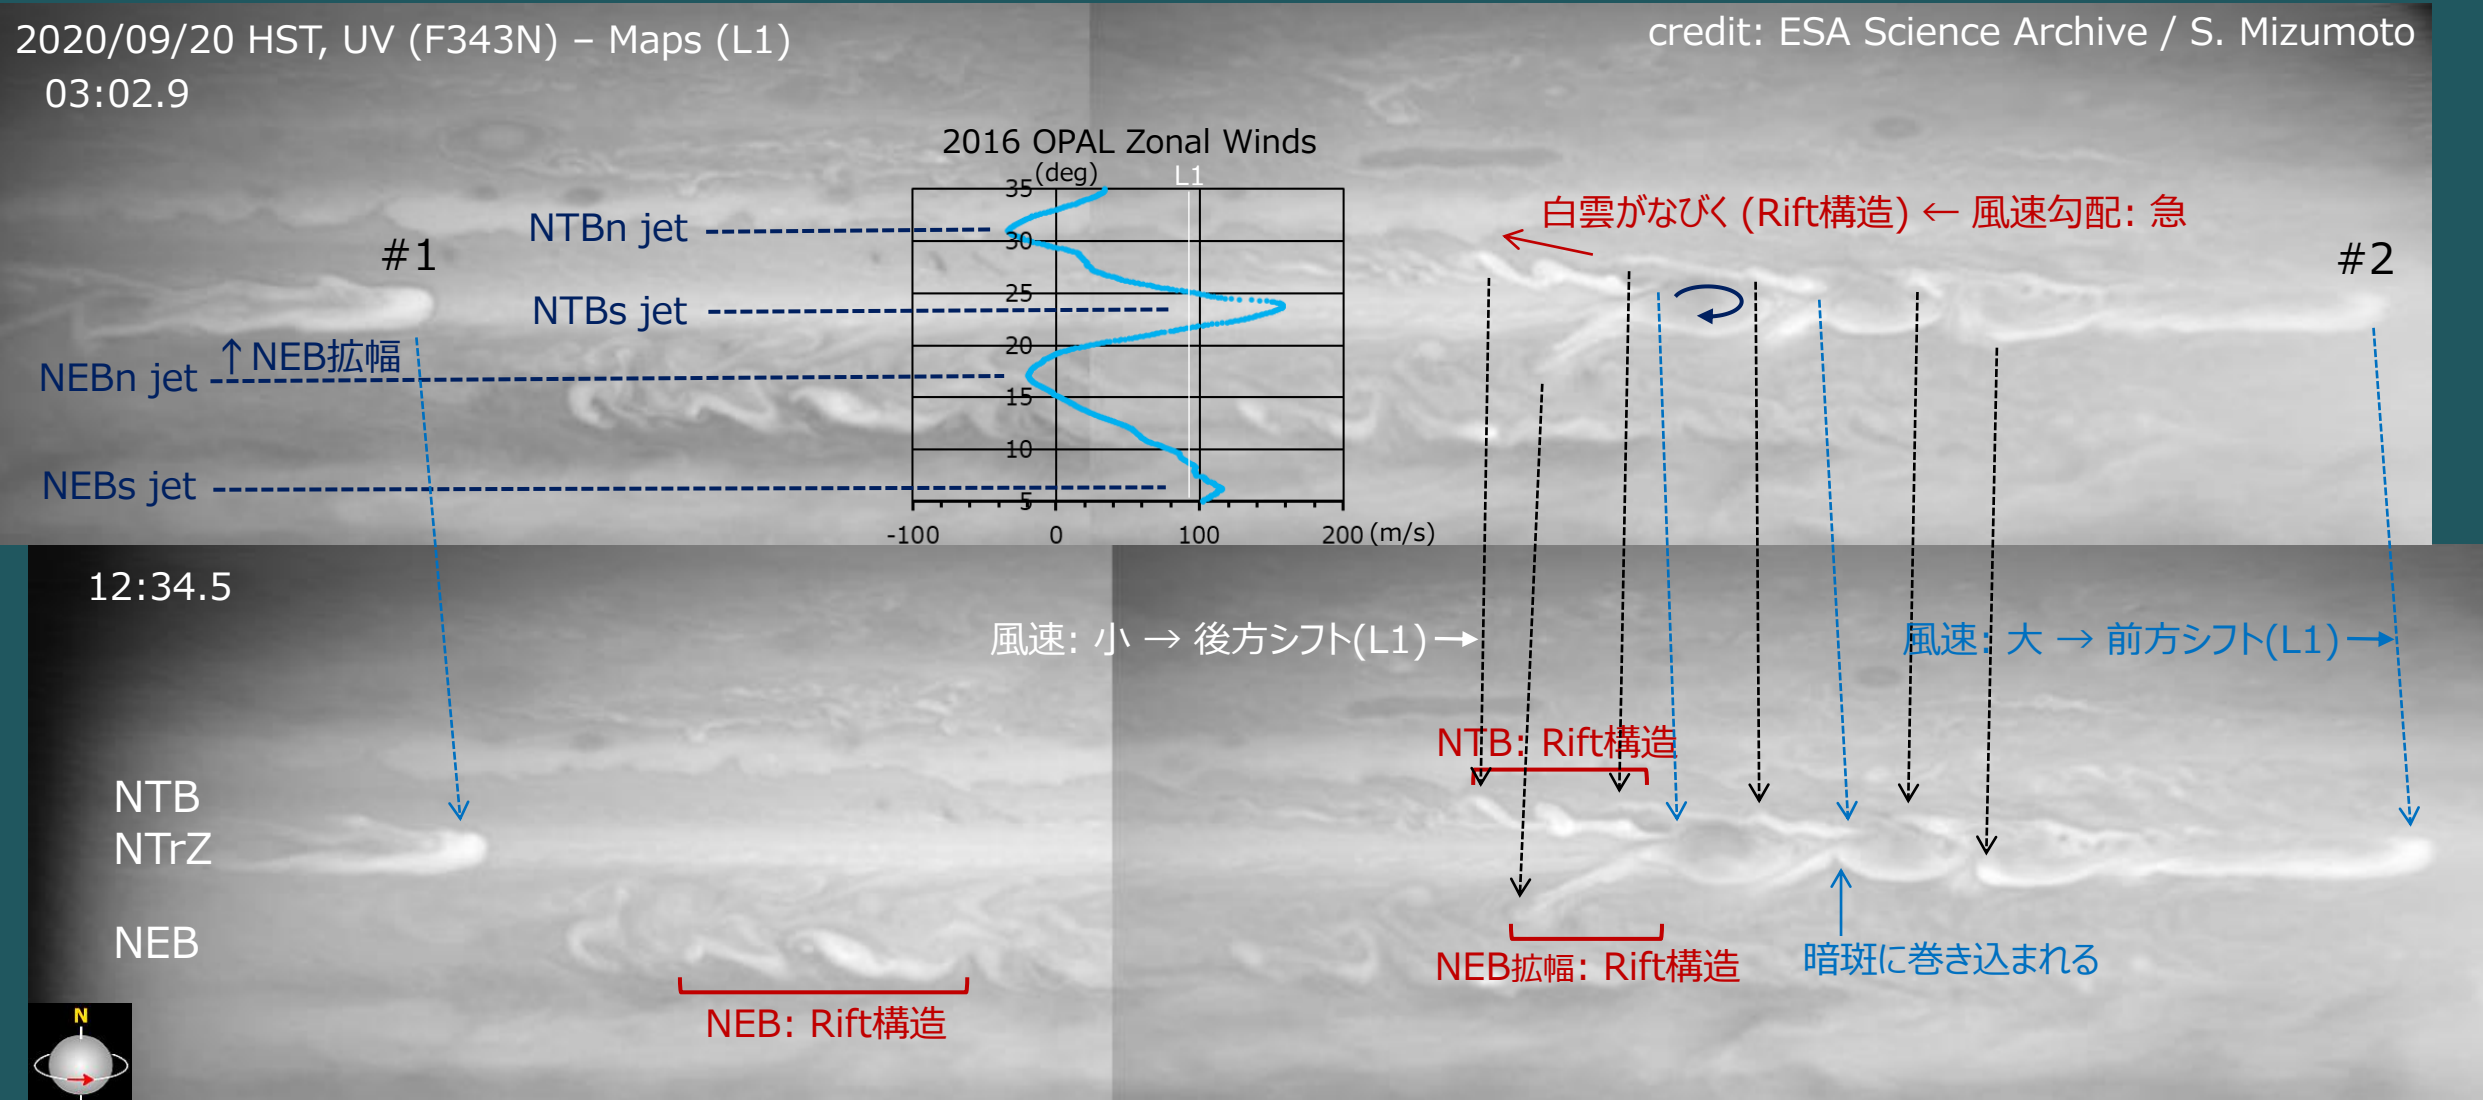 2020/09/20 HST, UV (F343N) – Maps (L1)
credit: ESA Science Archive / S. Mizumoto
03:02.9
2016 OPAL Zonal Winds
(deg)
L1
35
30
25
20
15
10
5
-100 0 100 200 (m/s)
NTBn jet
#1
NTBs jet
↑NEB拡幅
NEBn jet
NEBs jet
白雲がなびく (Rift構造) ← 風速勾配: 急
#2
12:34.5
風速: 小 → 後方シフト(L1)
風速: 大 → 前方シフト(L1)
NTB: Rift構造
NTB
NTrZ
NEB
NEB拡幅: Rift構造
暗斑に巻き込まれる
NEB: Rift構造
N